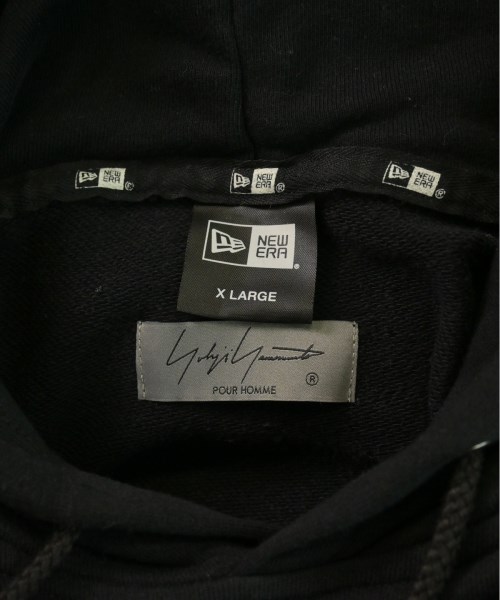 NEW ERA
NEW ERA ®
NEW ERA ®
NEW
ERA ®
X LARGE
Yohji Yamamoto
POUR HOMME ®